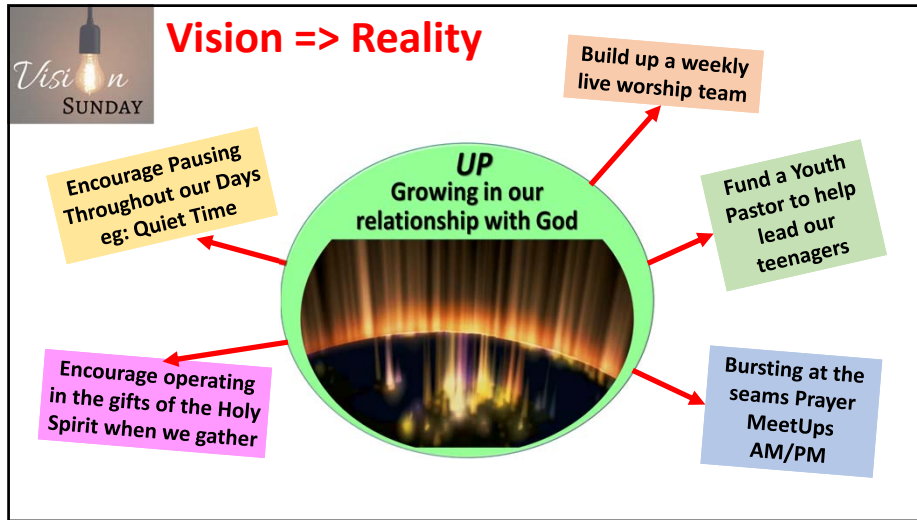 Vision
SUNDAY
Vision => Reality
Build up a weekly
live worship team
Encourage Pausing
Throughout our Days
eg: Quiet Time
UP
Growing in our
relationship with God
Fund a Youth
Pastor to help
lead our
teenagers
Encourage operating
in the gifts of the Holy
Spirit when we gather
Bursting at the
seams Prayer
MeetUps
AM/PM